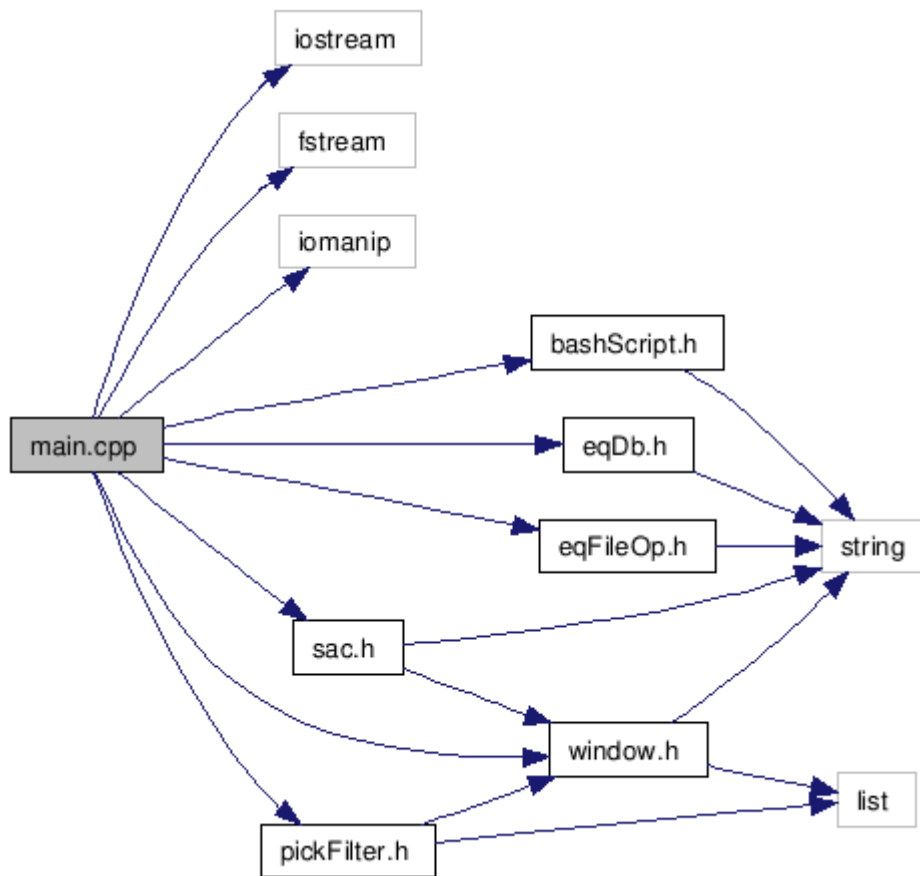 iostream
fstream
iomanip
bashScript.h
main.cpp
eqDb.h
eqFileOp.h
string
sac.h
window.h
list
pickFilter.h